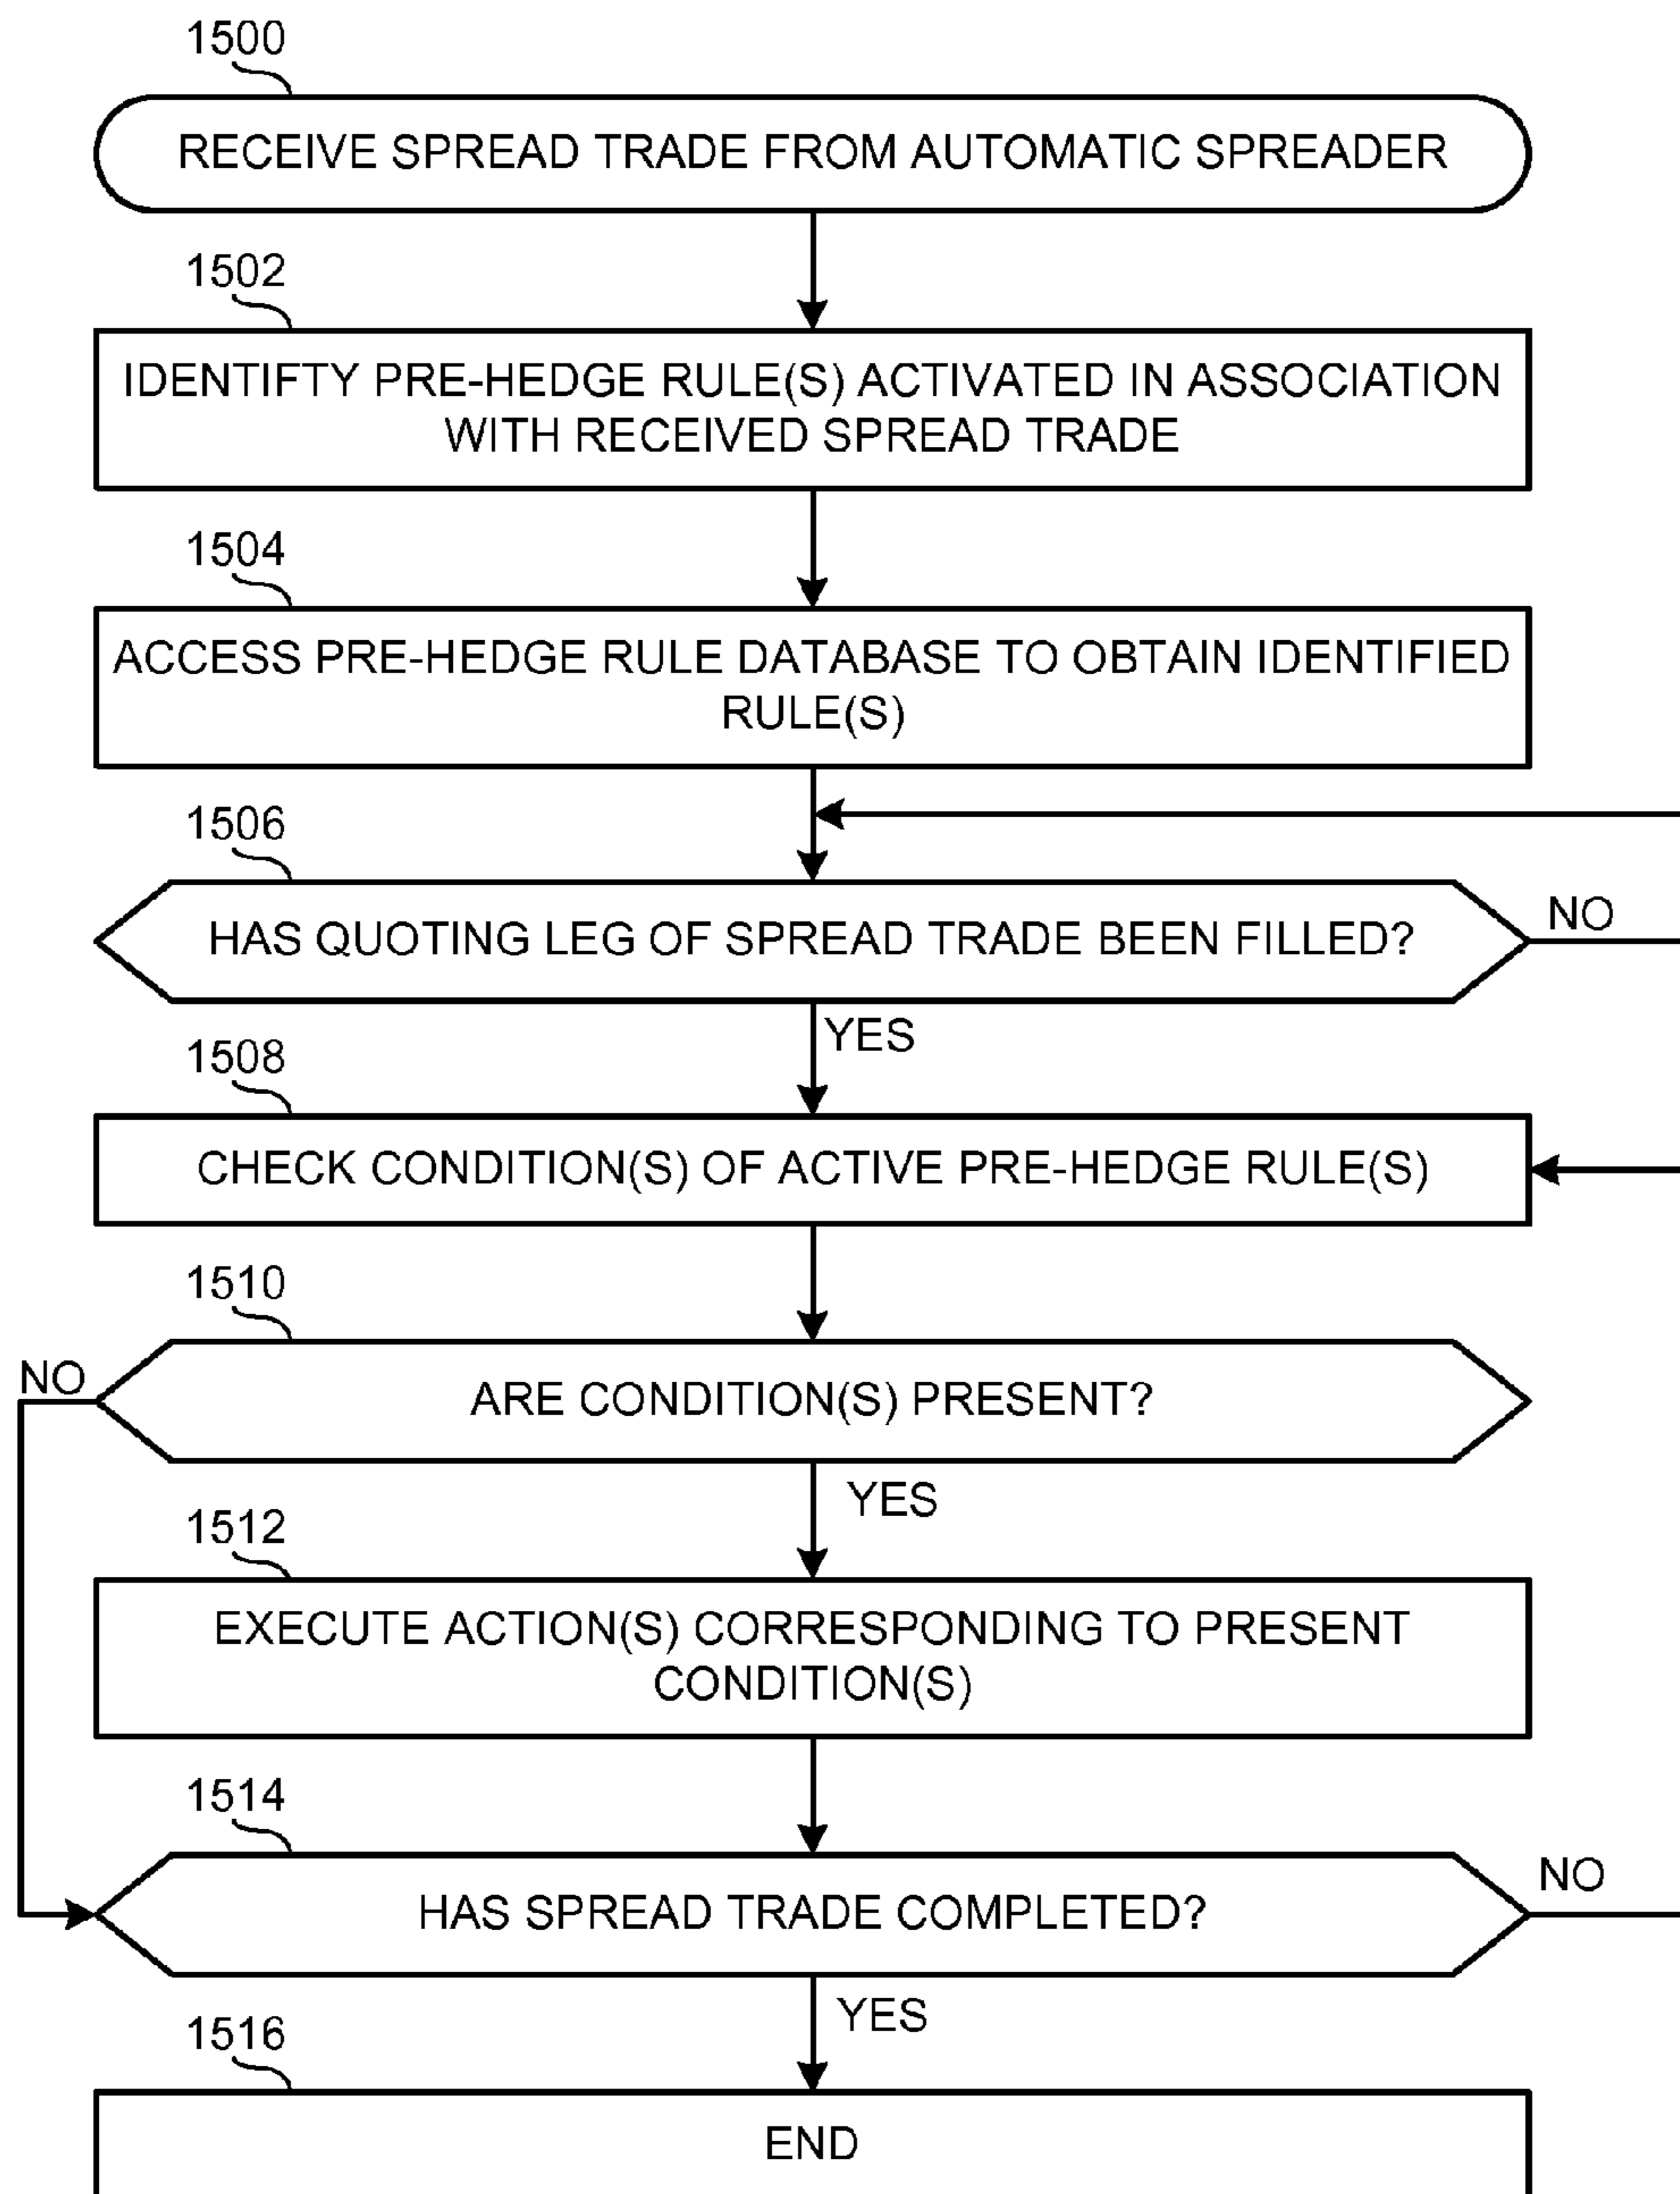 1500
RECEIVE SPREAD TRADE FROM AUTOMATIC SPREADER
1502
IDENTIFTY PRE-HEDGE RULE(S) ACTIVATED IN ASSOCIATION
WITH RECEIVED SPREAD TRADE
1504
ACCESS PRE-HEDGE RULE DATABASE TO OBTAIN IDENTIFIED
RULE(S)
1506
HAS QUOTING LEG OF SPREAD TRADE BEEN FILLED?
NO
YES
1508
CHECK CONDITION(S) OF ACTIVE PRE-HEDGE RULE(S)
1510
NO
ARE CONDITION(S) PRESENT?
YES
1512
EXECUTE ACTION(S) CORRESPONDING TO PRESENT
CONDITION(S)
1514
HAS SPREAD TRADE COMPLETED?
NO
YES
1516
END